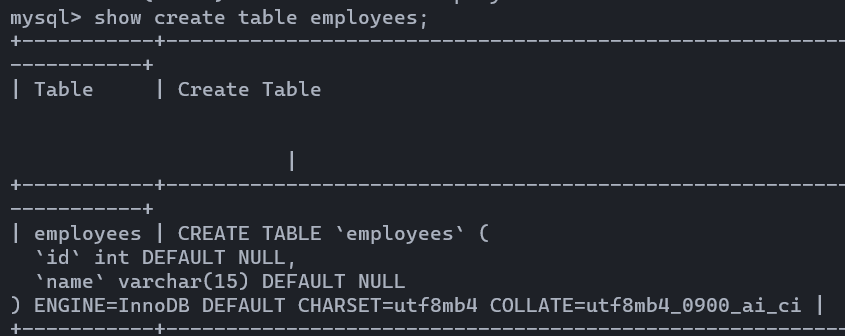 mysql> show create table employees;
+-----------+---------------------------------------------------------
------------+
| Table     | Create Table
                       |
+-----------+---------------------------------------------------------
------------+
| employees | CREATE TABLE `employees` (
  `id` int DEFAULT NULL,
  `name` varchar(15) DEFAULT NULL
) ENGINE=InnoDB DEFAULT CHARSET=utf8mb4 COLLATE=utf8mb4_0900_ai_ci |
+-----------+---------------------------------------------------------